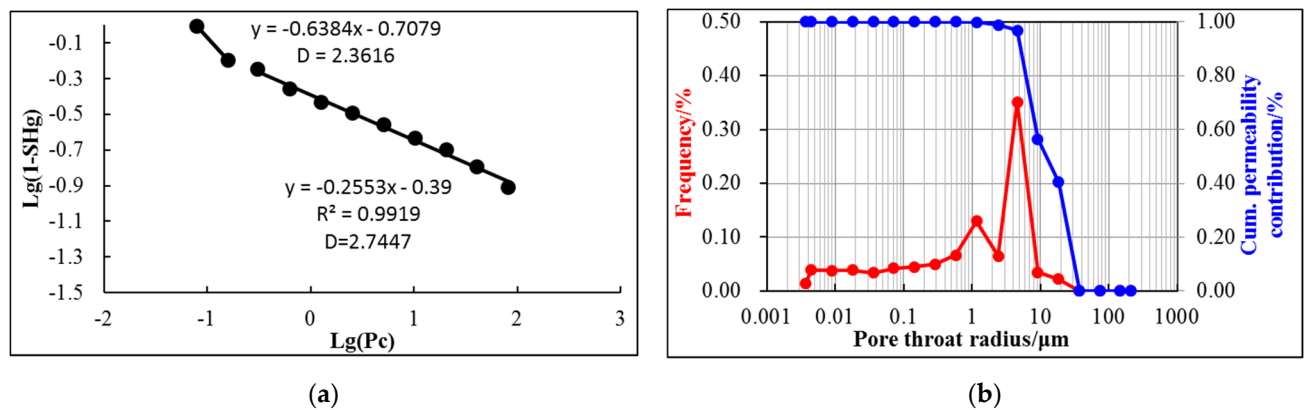 y = -0.6384x - 0.7079
D = 2.3616
y = -0.2553x - 0.39
R² = 0.9919
D=2.7447
Lg(1-SHg)
-0.1
-0.3
-0.5
-0.7
-0.9
-1.1
-1.3
-1.5
-2
-1
0
1
2
3
Lg(Pc)
(a)
Frequency/%
0.50
0.40
0.30
0.20
0.10
0.00
1.00
0.80
0.60
0.40
0.20
0.00
Cum. permeability
contribution/%
0.001
0.01
0.1
1
10
100
1000
Pore throat radius/μm
(b)